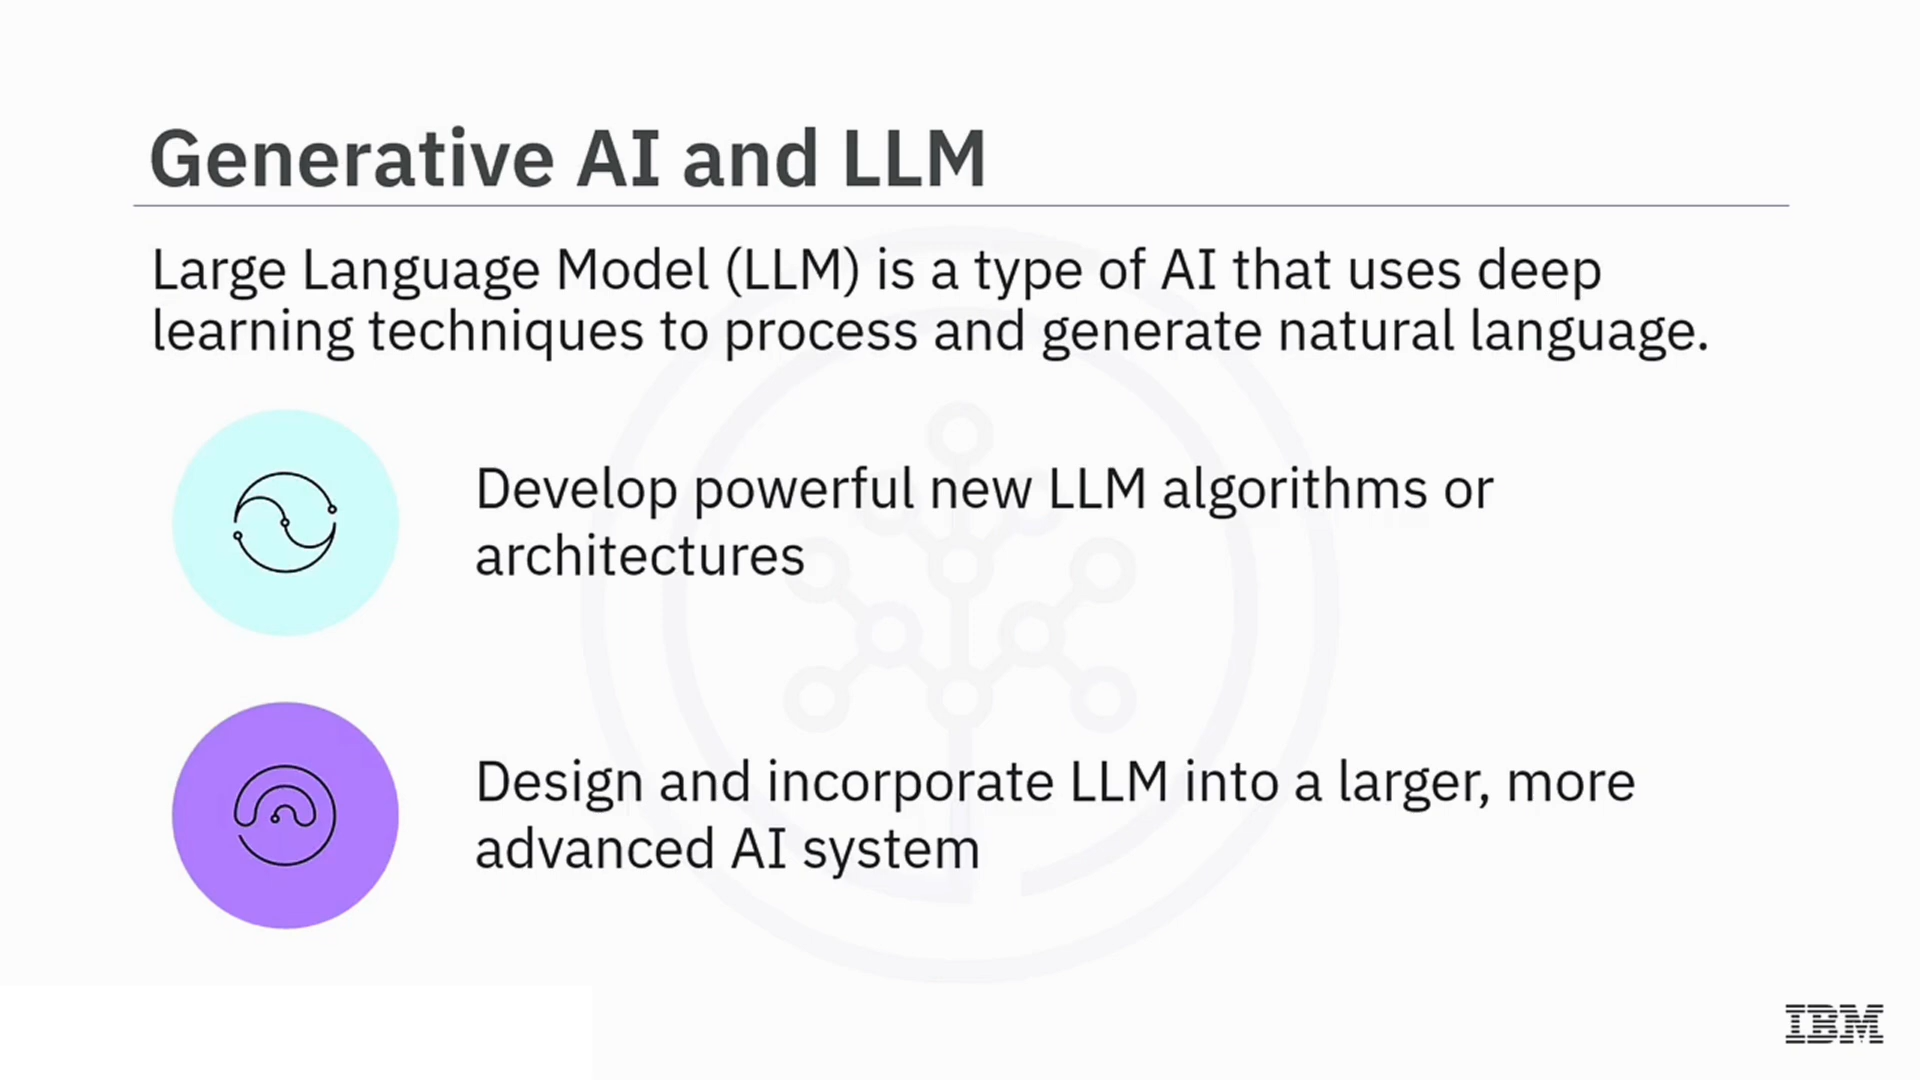 Generative AI and LLM
Large Language Model (LLM) is a type of AI that uses deep
learning techniques to process and generate natural language.
Develop powerful new LLM algorithms or
architectures
Design and incorporate LLM into a larger, more
advanced AI system
IBM